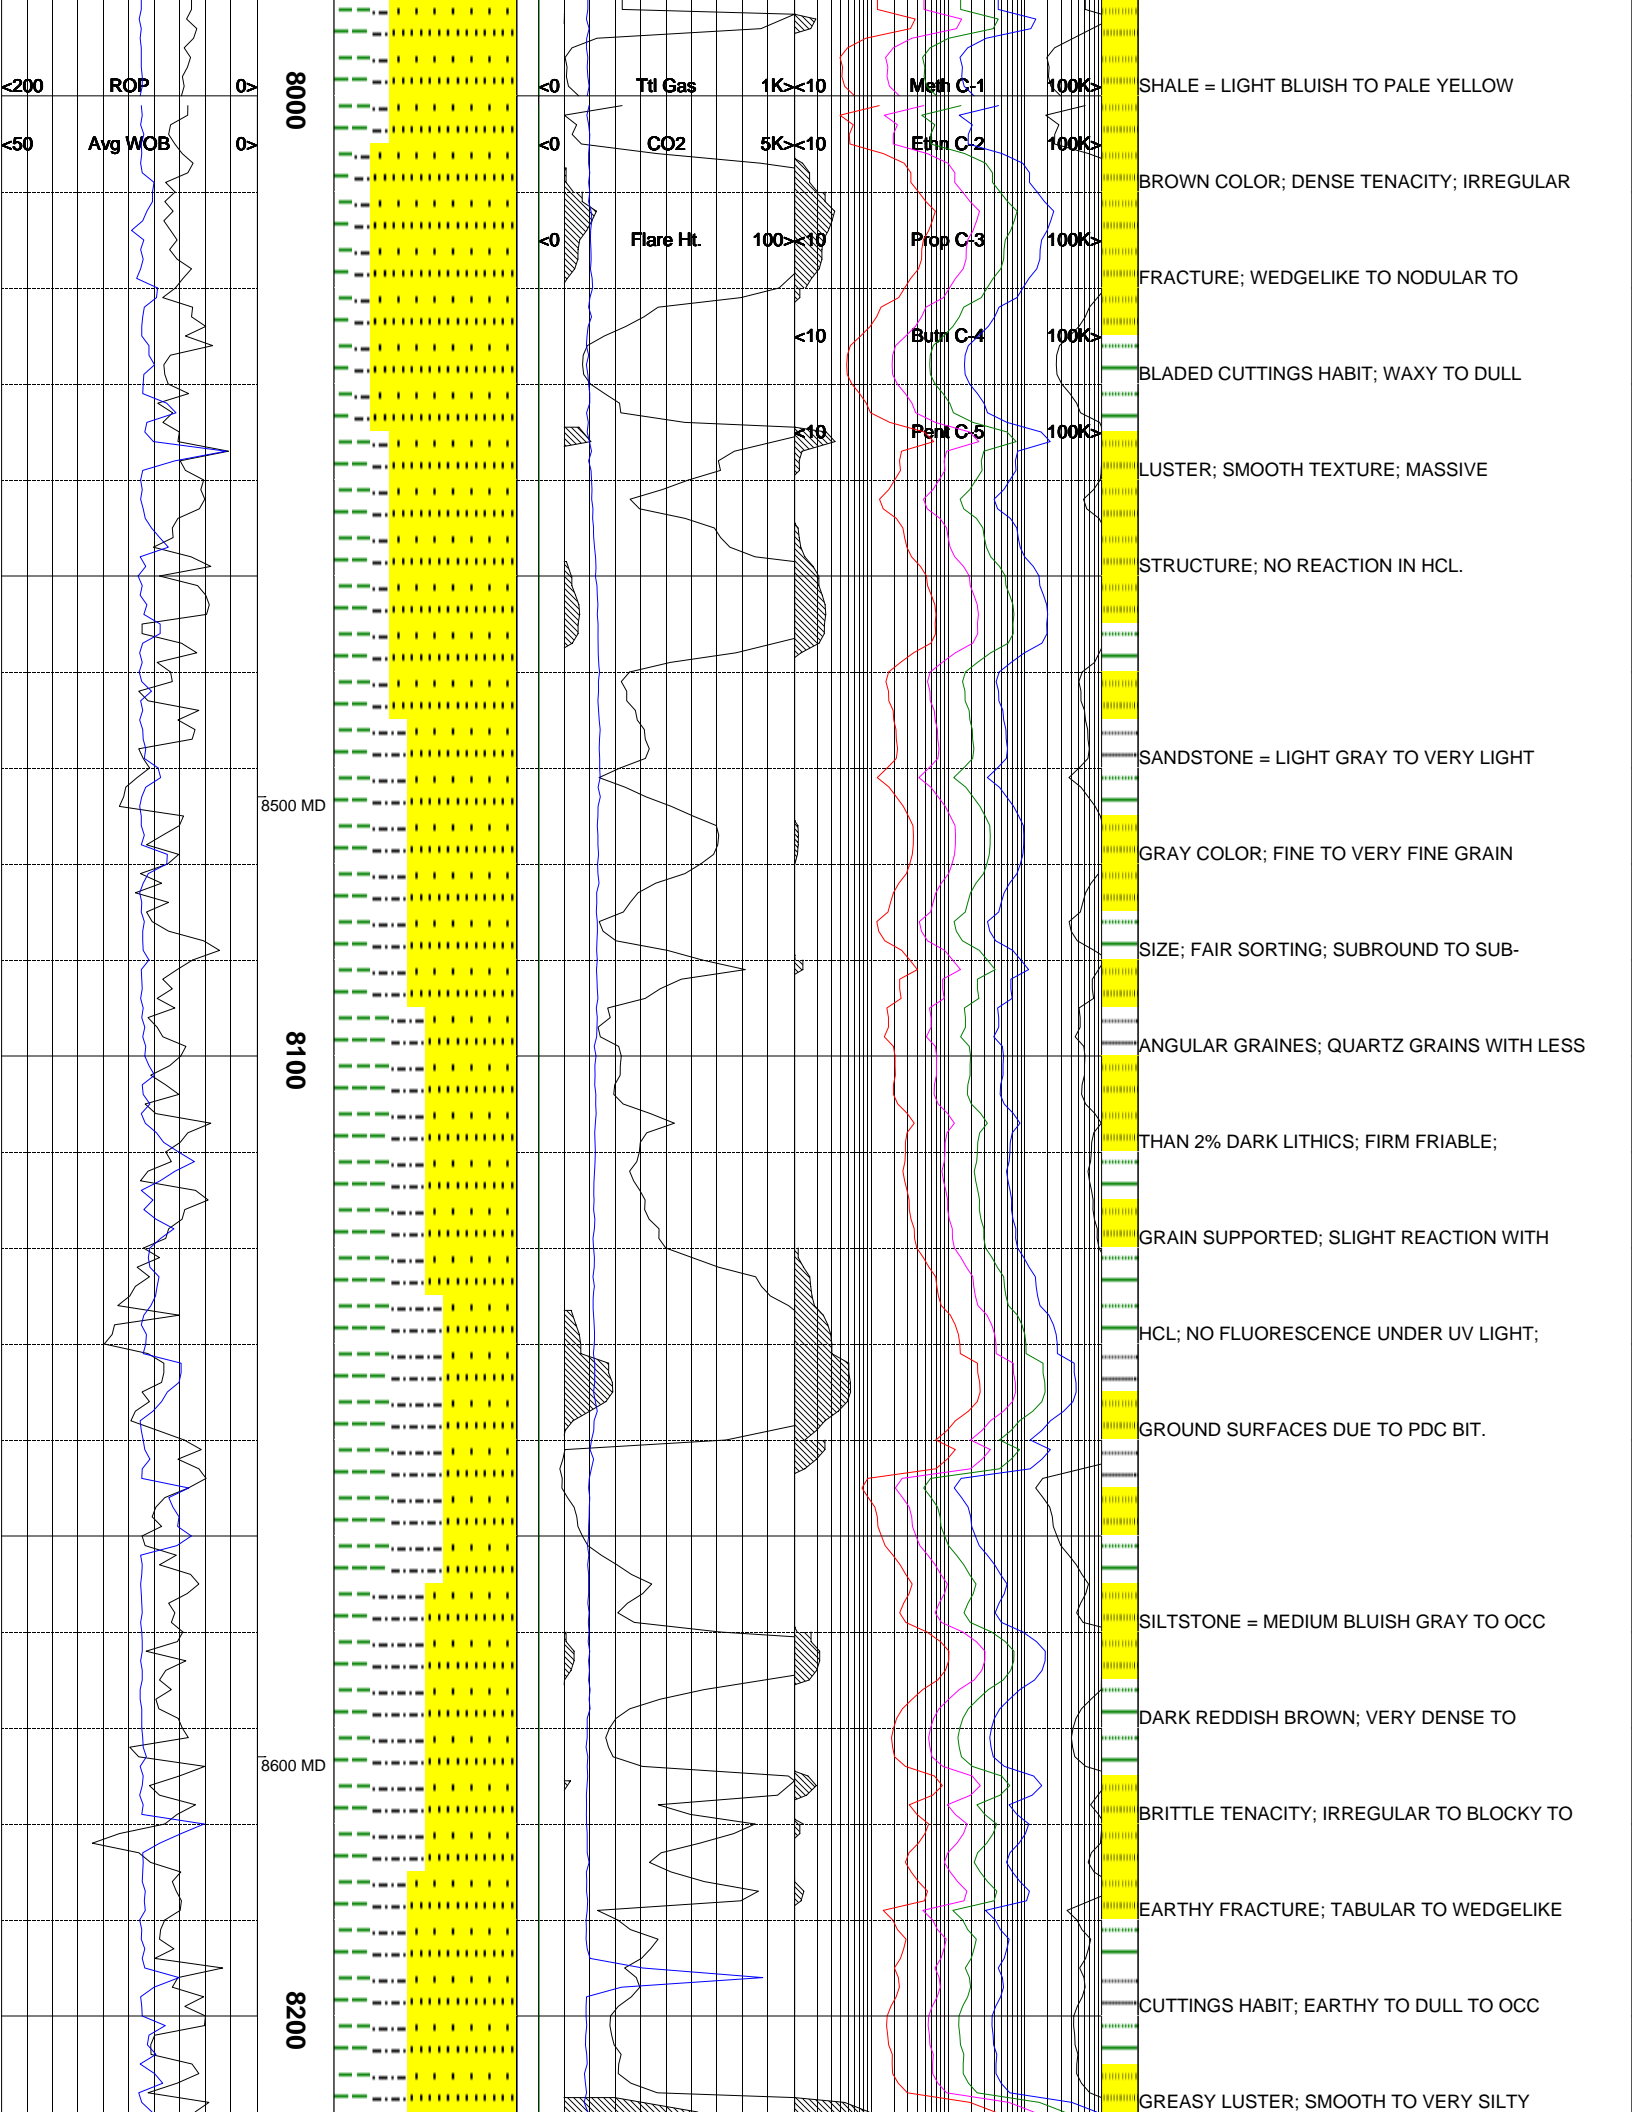 <200 ROP 0> 8000 <0 Ttl Gas 1K><10 Meth C-1 100K> SHALE = LIGHT BLUISH TO PALE YELLOW
<50 Avg WOB 0> <0 CO2 5K><10 Ethn C-2 100K>
BROWN COLOR; DENSE TENACITY; IRREGULAR
<0 Flare Ht. 100><10 Prop C-3 100K>
FRACTURE; WEDGELIKE TO NODULAR TO
<10 Butn C-4 100K>
BLADED CUTTINGS HABIT; WAXY TO DULL
<10 Pent C-5 100K>
LUSTER; SMOOTH TEXTURE; MASSIVE
STRUCTURE; NO REACTION IN HCL.
SANDSTONE = LIGHT GRAY TO VERY LIGHT
8500 MD
GRAY COLOR; FINE TO VERY FINE GRAIN
SIZE; FAIR SORTING; SUBROUND TO SUB-
8100 ANGULAR GRAINES; QUARTZ GRAINS WITH LESS
THAN 2% DARK LITHICS; FIRM FRIABLE;
GRAIN SUPPORTED; SLIGHT REACTION WITH
HCL; NO FLUORESCENCE UNDER UV LIGHT;
GROUND SURFACES DUE TO PDC BIT.
SILTSTONE = MEDIUM BLUISH GRAY TO OCC
DARK REDDISH BROWN; VERY DENSE TO
8600 MD
BRITTLE TENACITY; IRREGULAR TO BLOCKY TO
EARTHY FRACTURE; TABULAR TO WEDGELIKE
8200 CUTTINGS HABIT; EARTHY TO DULL TO OCC
GREASY LUSTER; SMOOTH TO VERY SILTY